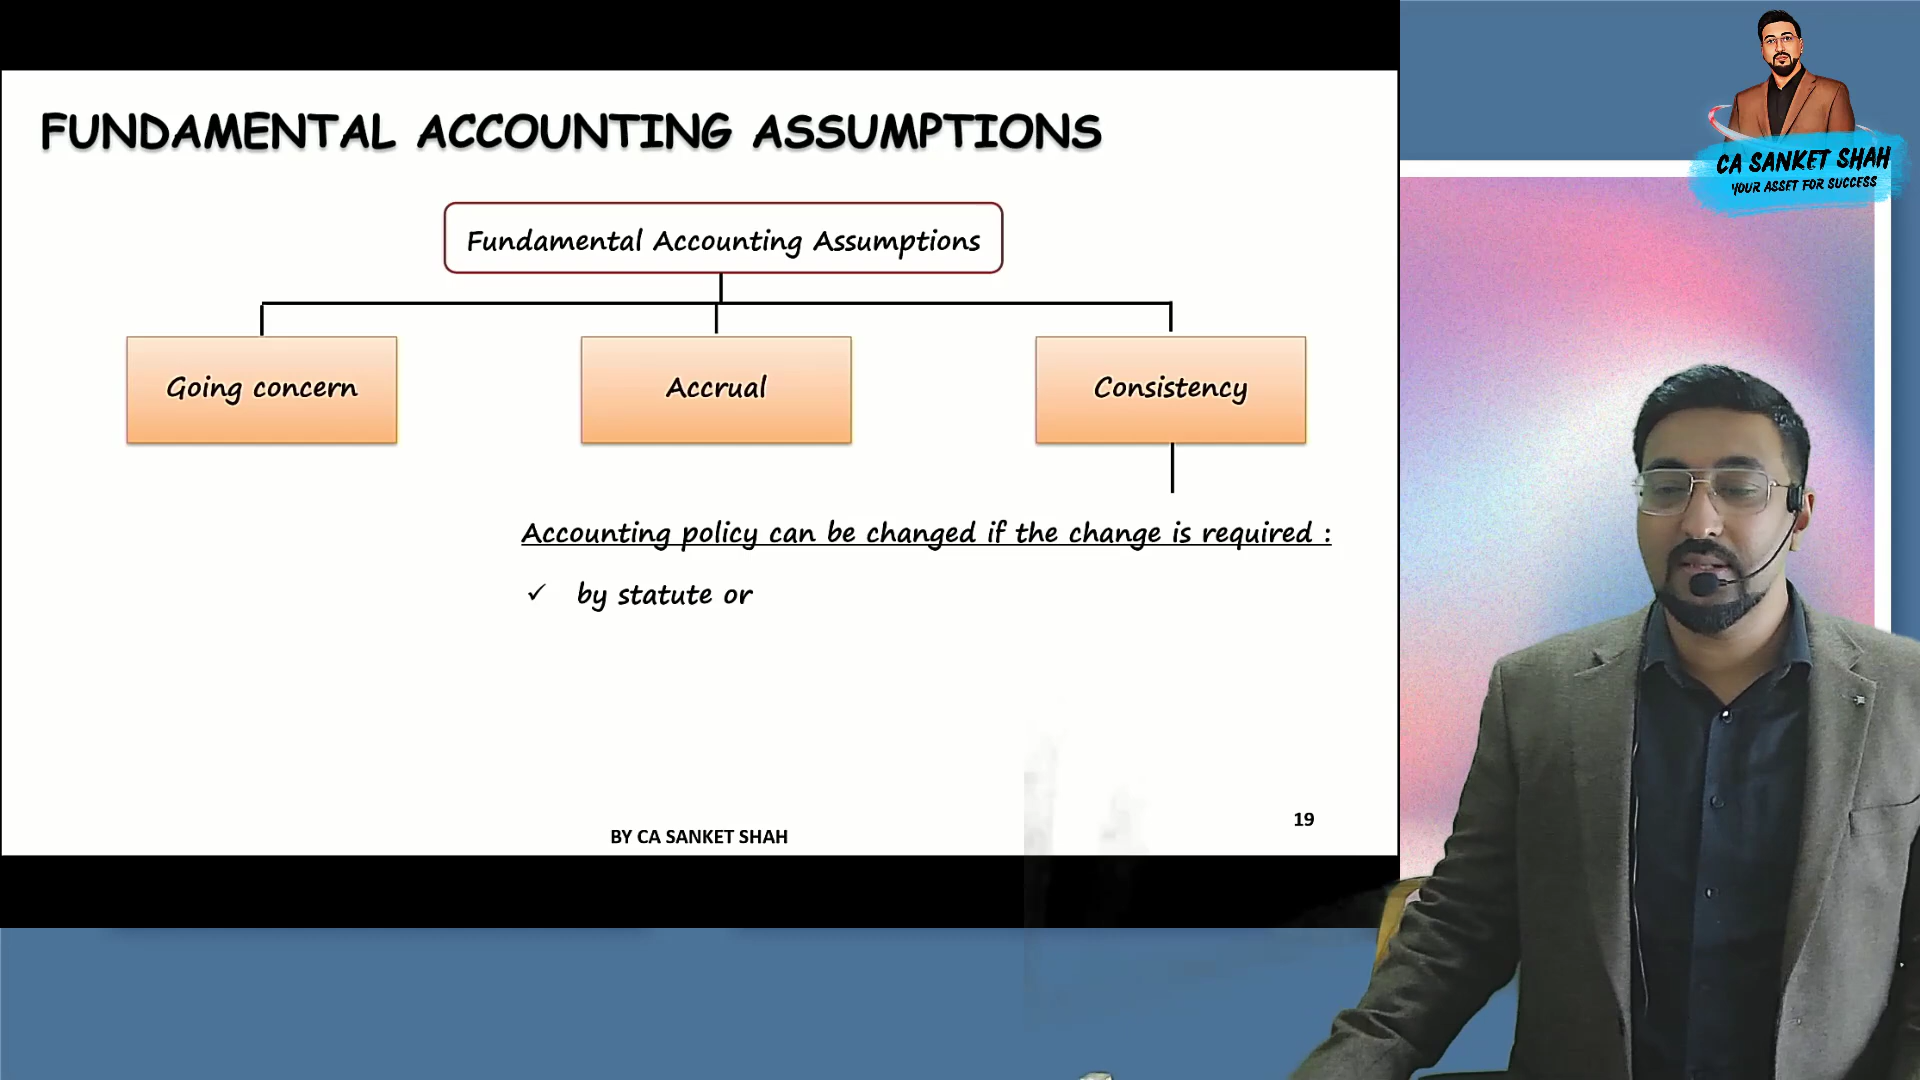 FUNDAMENTAL ACCOUNTING ASSUMPTIONS
Fundamental Accounting Assumptions
Going concern
Accrual
Consistency
Accounting policy can be changed if the change is required :
✓ by statute or
BY CA SANKET SHAH
19
CA SANKET SHAH
YOUR ASSET FOR SUCCESS